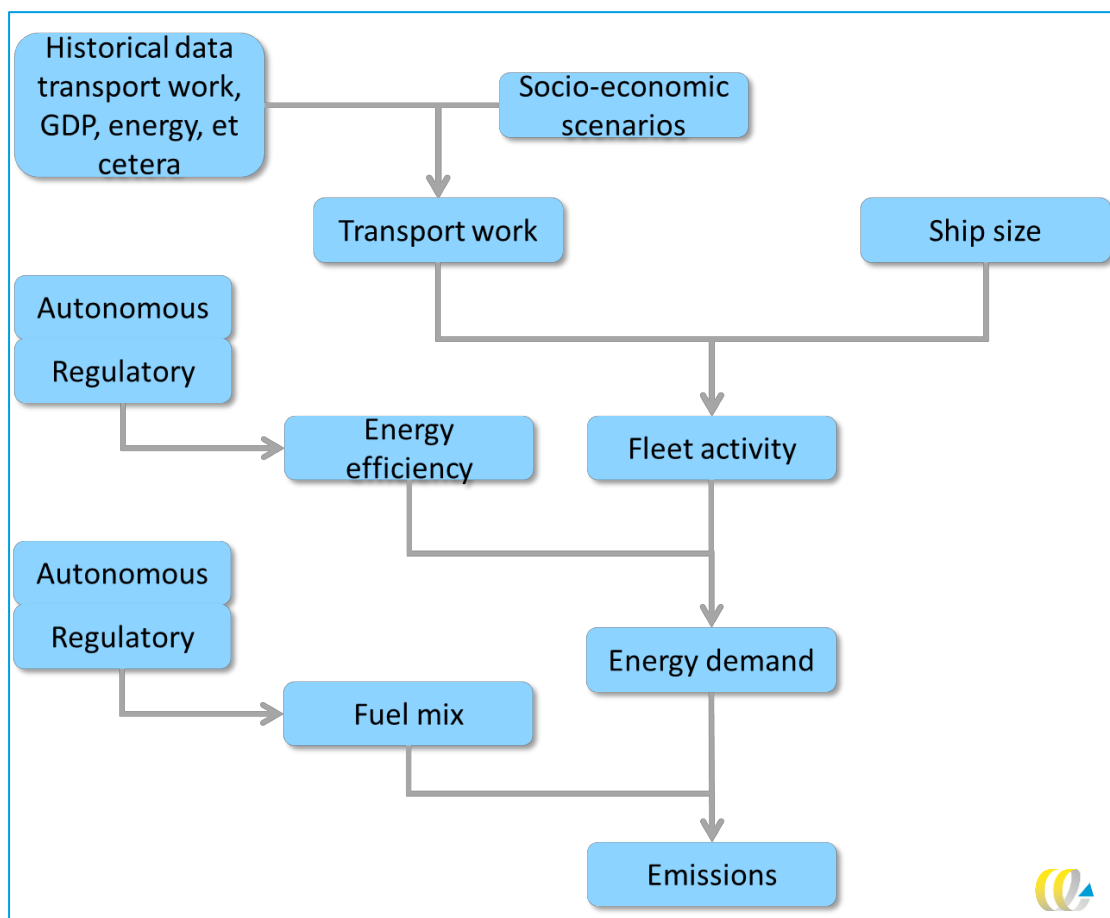 Historical data
transport work,
GDP, energy, et
cetera
Socio-economic
scenarios
Transport work
Ship size
Autonomous
Regulatory
Energy
efficiency
Fleet activity
Autonomous
Regulatory
Energy demand
Fuel mix
Emissions